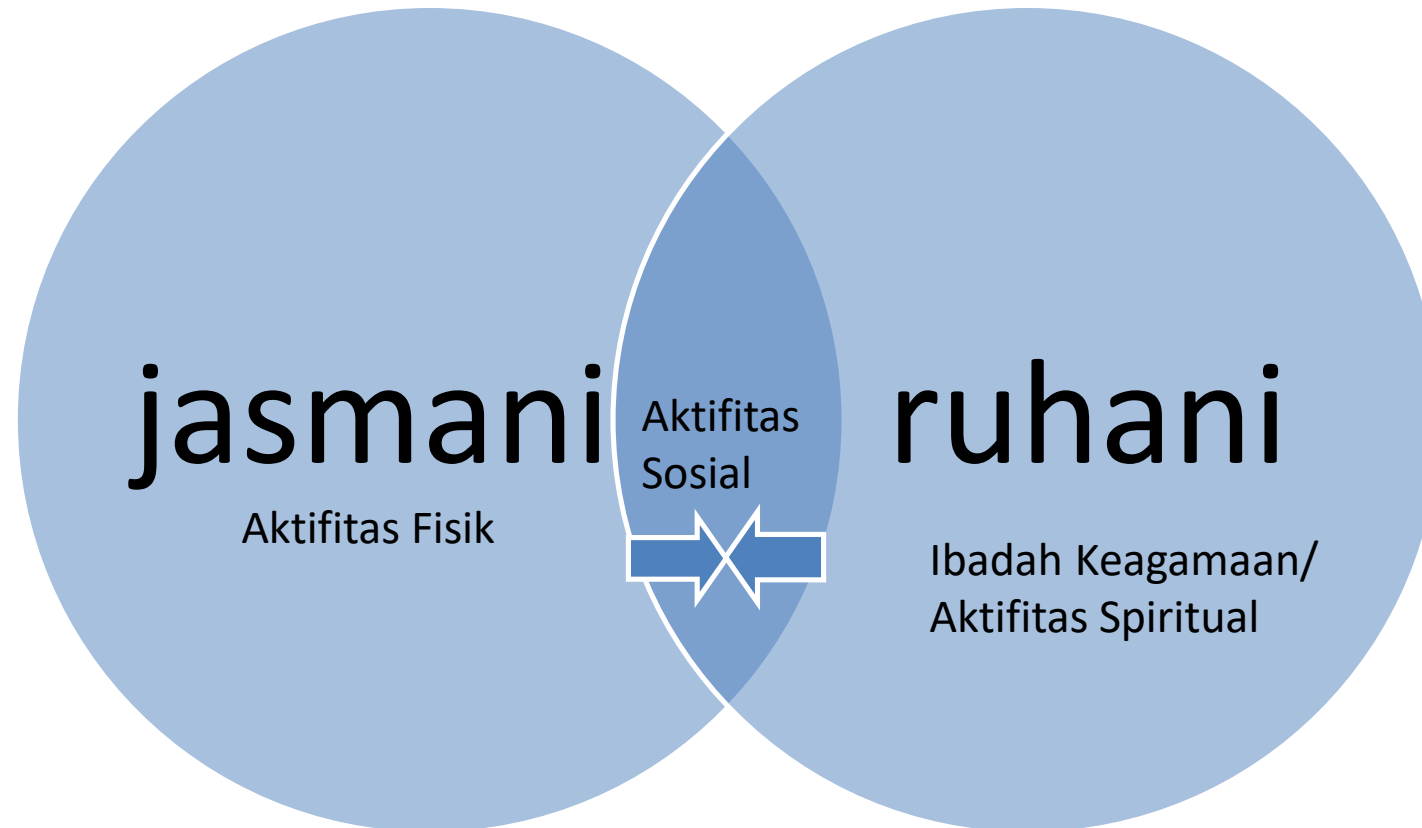 jasmani
Aktifitas Fisik
Aktifitas
Sosial
ruhani
Ibadah Keagamaan/
Aktifitas Spiritual